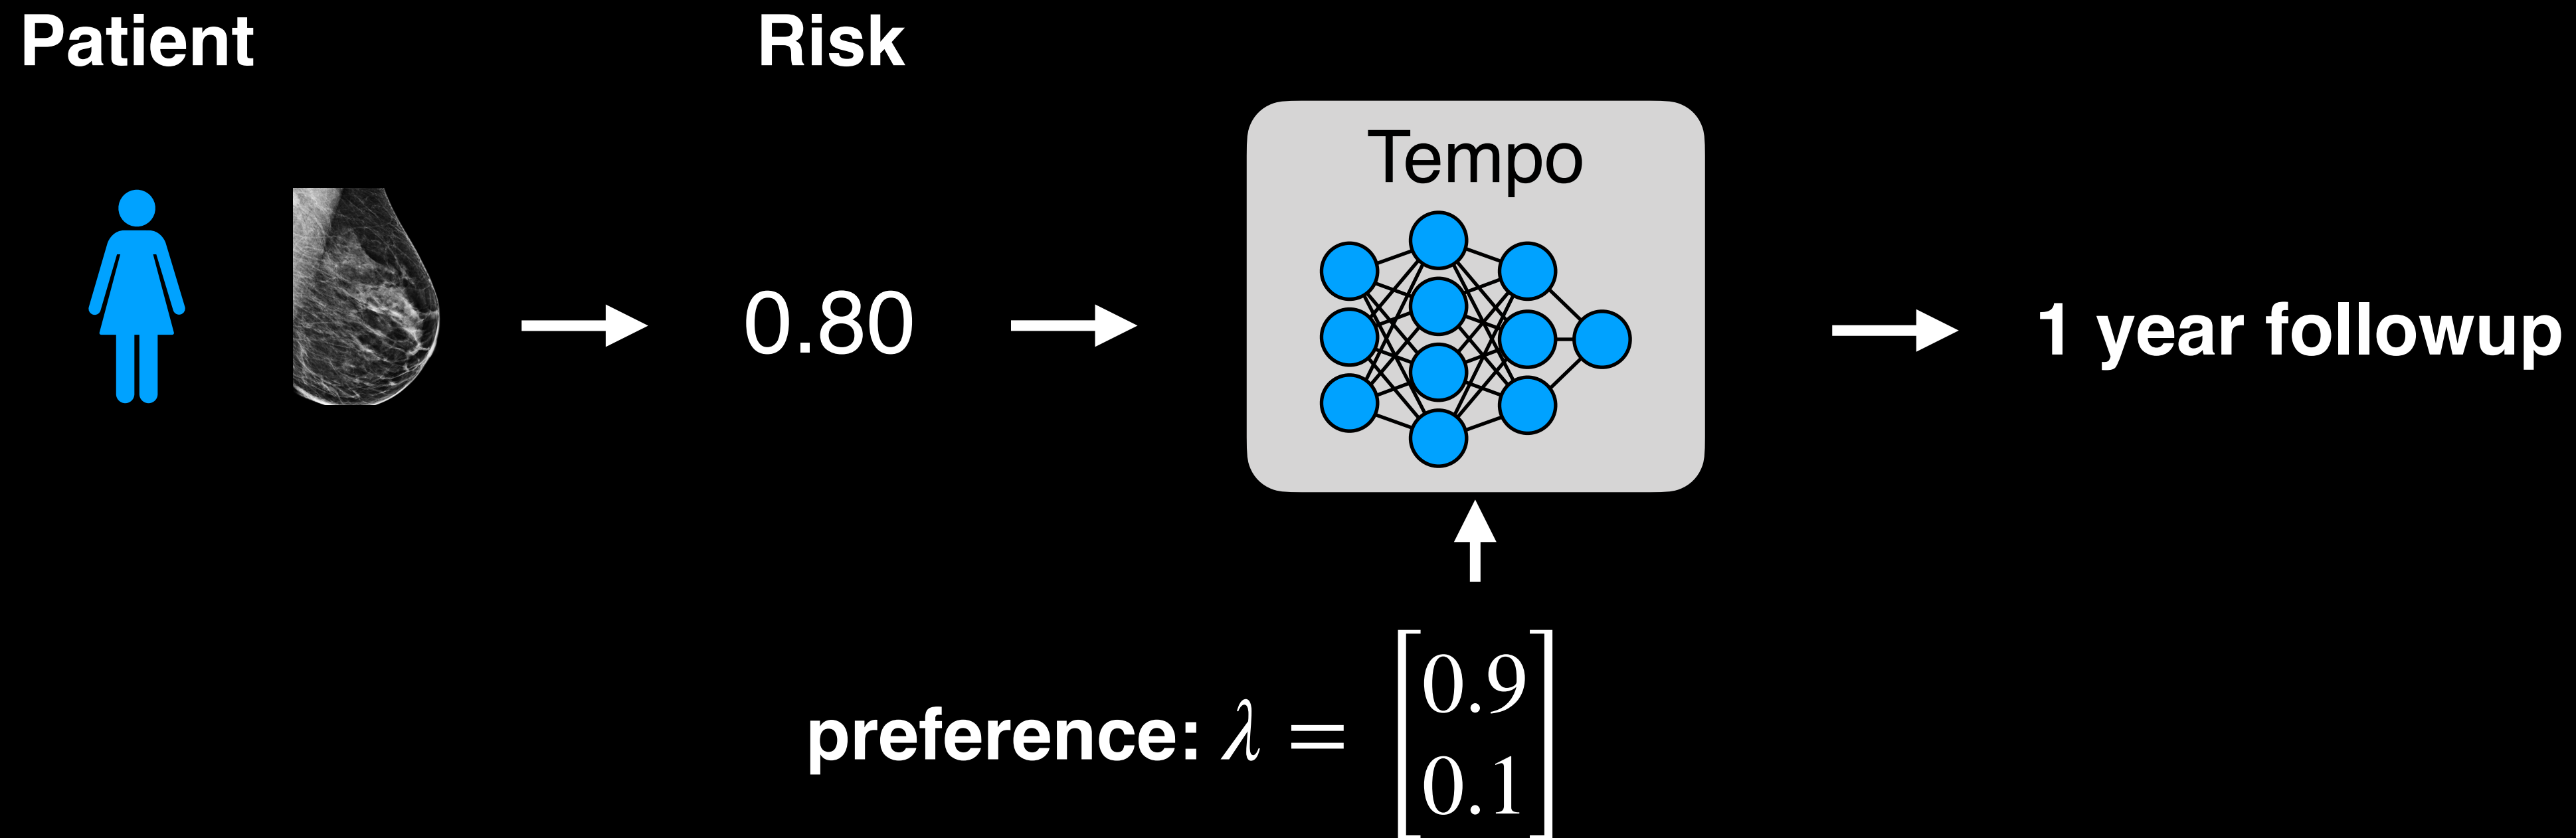 Patient
Risk
Tempo
0.80
1 year followup
preference: λ = [0.9
0.1]